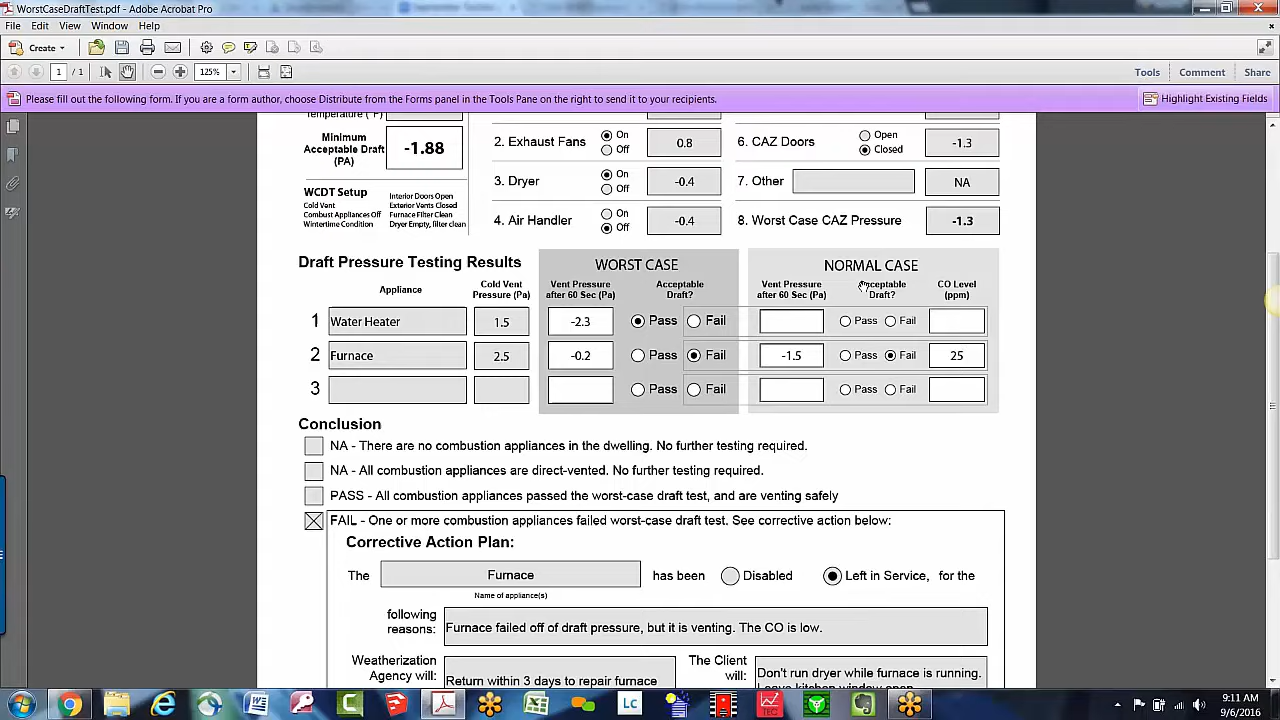 WorstCaseDraftTest.pdf - Adobe Acrobat Pro
File Edit View Window Help
Create
1 / 1 125% Tools Comment Share
Please fill out the following form. If you are a form author, choose Distribute from the Forms panel in the Tools Pane on the right to send it to your recipients. Highlight Existing Fields
Minimum
Acceptable Draft
(PA)
-1.88
WCDT Setup
Cold Vent
Combust Appliances Off
Wintertime Condition
Interior Doors Open
Exterior Vents Closed
Furnace Filter Clean
Dryer Empty, filter clean
2. Exhaust Fans On Off 0.8
3. Dryer On Off -0.4
4. Air Handler On Off -0.4
6. CAZ Doors Open Closed -1.3
7. Other NA
8. Worst Case CAZ Pressure -1.3
Draft Pressure Testing Results WORST CASE NORMAL CASE
Appliance
Cold Vent
Pressure (Pa)
Vent Pressure
after 60 Sec (Pa)
Acceptable
Draft?
Vent Pressure
after 60 Sec (Pa)
Acceptable
Draft?
CO Level
(ppm)
1 Water Heater 1.5 -2.3 Pass Fail Pass Fail
2 Furnace 2.5 -0.2 Pass Fail -1.5 Pass Fail 25
3 Pass Fail Pass Fail
Conclusion
NA - There are no combustion appliances in the dwelling. No further testing required.
NA - All combustion appliances are direct-vented. No further testing required.
PASS - All combustion appliances passed the worst-case draft test, and are venting safely
FAIL - One or more combustion appliances failed worst-case draft test. See corrective action below:
Corrective Action Plan:
The Furnace has been Disabled Left in Service, for the
Name of appliance(s)
following
reasons:
Furnace failed off of draft pressure, but it is venting. The CO is low.
Weatherization
Agency will:
Return within 3 days to repair furnace
The Client
will:
Don't run dryer while furnace is running.
9:11 AM
9/6/2016